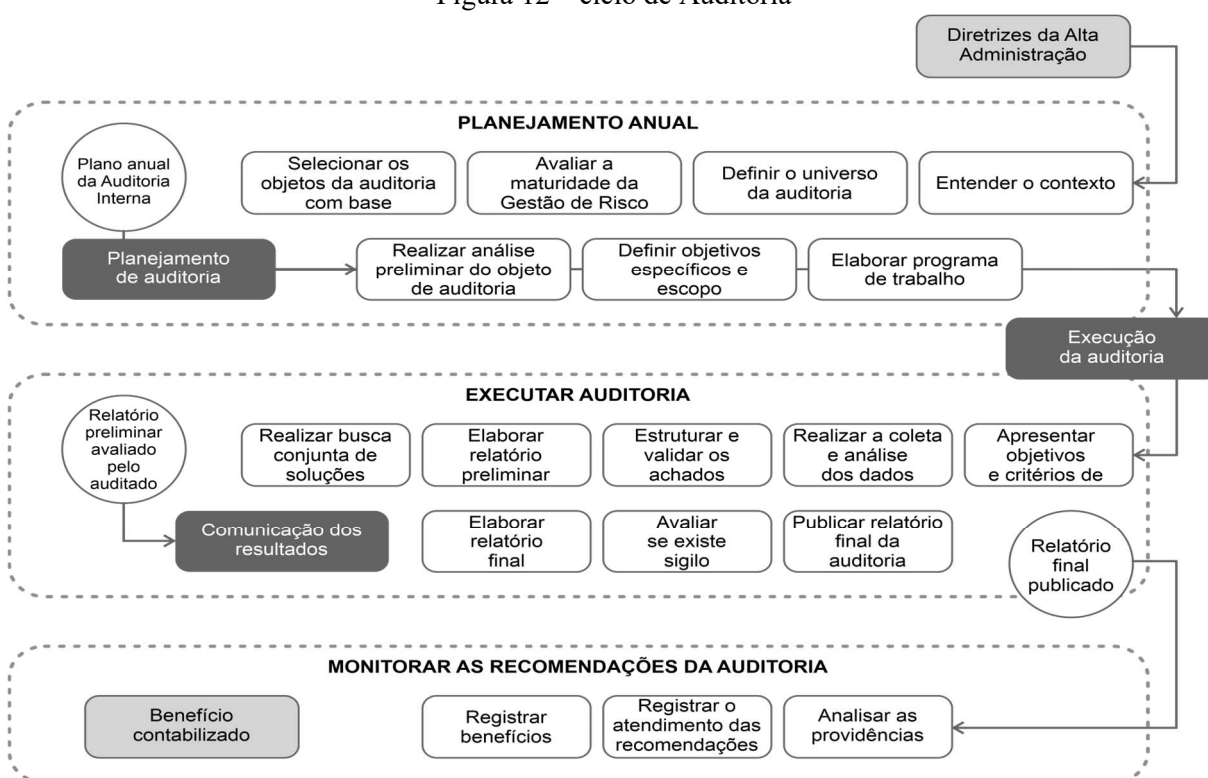 Figura 12 – ciclo de Auditoria
Diretrizes da Alta
Administração
PLANEJAMENTO ANUAL
Plano anual
da Auditoria
Interna
Selecionar os
objetos da auditoria
com base
Avaliar a
maturidade da
Gestão de Risco
Definir o universo
da auditoria
Entender o contexto
Planejamento
de auditoria
Realizar análise
preliminar do objeto
de auditoria
Definir objetivos
específicos e
escopo
Elaborar programa
de trabalho
Execução
da auditoria
EXECUTAR AUDITORIA
Relatório
preliminar
avaliado
pelo
auditado
Realizar busca
conjunta de
soluções
Elaborar
relatório
preliminar
Estruturar e
validar os
achados
Realizar a coleta
e análise
dos dados
Apresentar
objetivos
e critérios de
Comunicação dos
resultados
Elaborar
relatório
final
Avaliar
se existe
sigilo
Publicar relatório
final da
auditoria
Relatório
final
publicado
MONITORAR AS RECOMENDAÇÕES DA AUDITORIA
Benefício
contabilizado
Registrar
benefícios
Registrar o
atendimento das
recomendações
Analisar as
providências